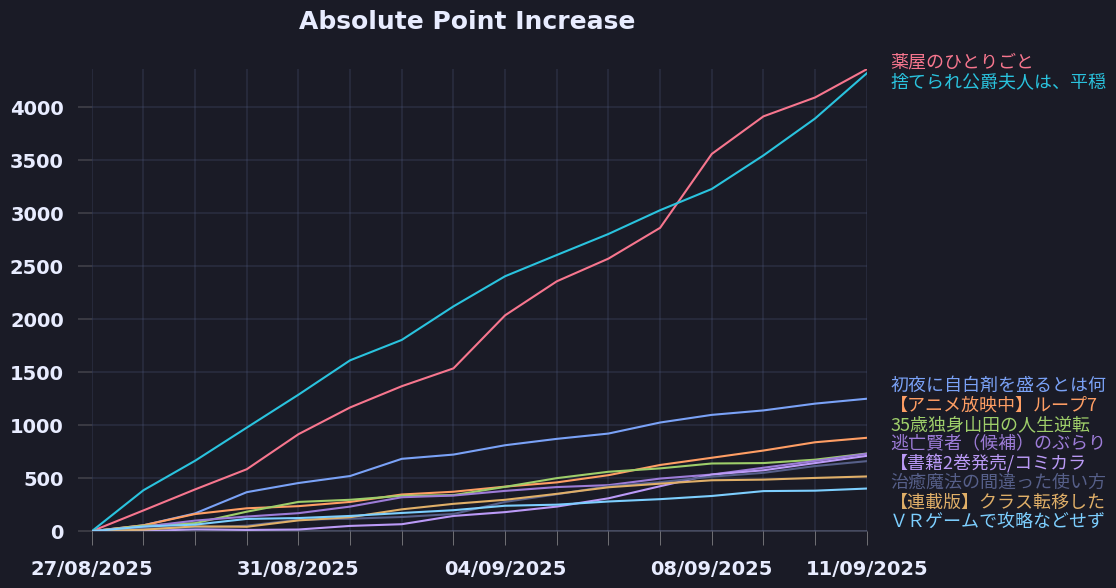 Absolute Point Increase
薬屋のひとりごと
捨てられ公爵夫人は、平穏
4000
3500
3000
2500
2000
1500
1000
500
0
初夜に自白剤を盛るとは何
【アニメ放映中】ループ7
35歳独身山田の人生逆転
逃亡賢者（候補）のぶらり
【書籍2巻発売/コミカラ
治癒魔法の間違った使い方
【連載版】クラス転移した
ＶＲゲームで攻略などせず
27/08/2025
31/08/2025
04/09/2025
08/09/2025
11/09/2025